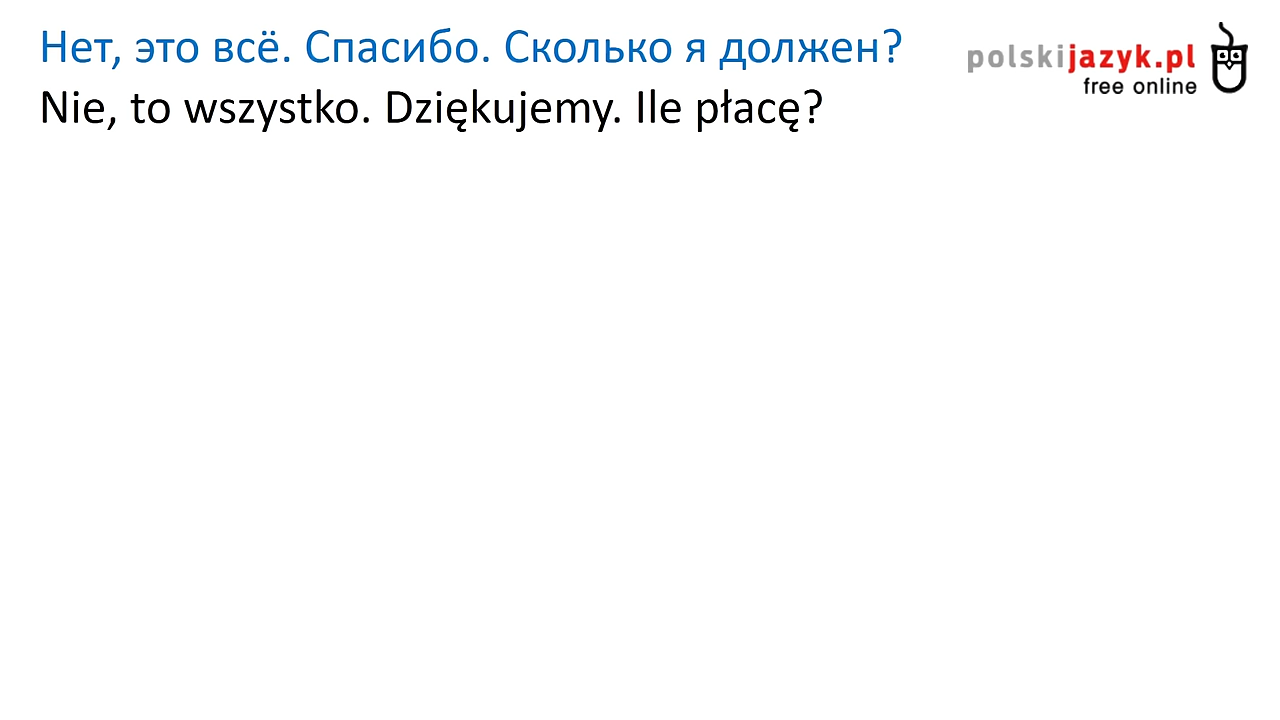 Нет, это всё. Спасибо. Сколько я должен?
Nie, to wszystko. Dziękujemy. Ile płacę?
polskijazyk.pl
free online